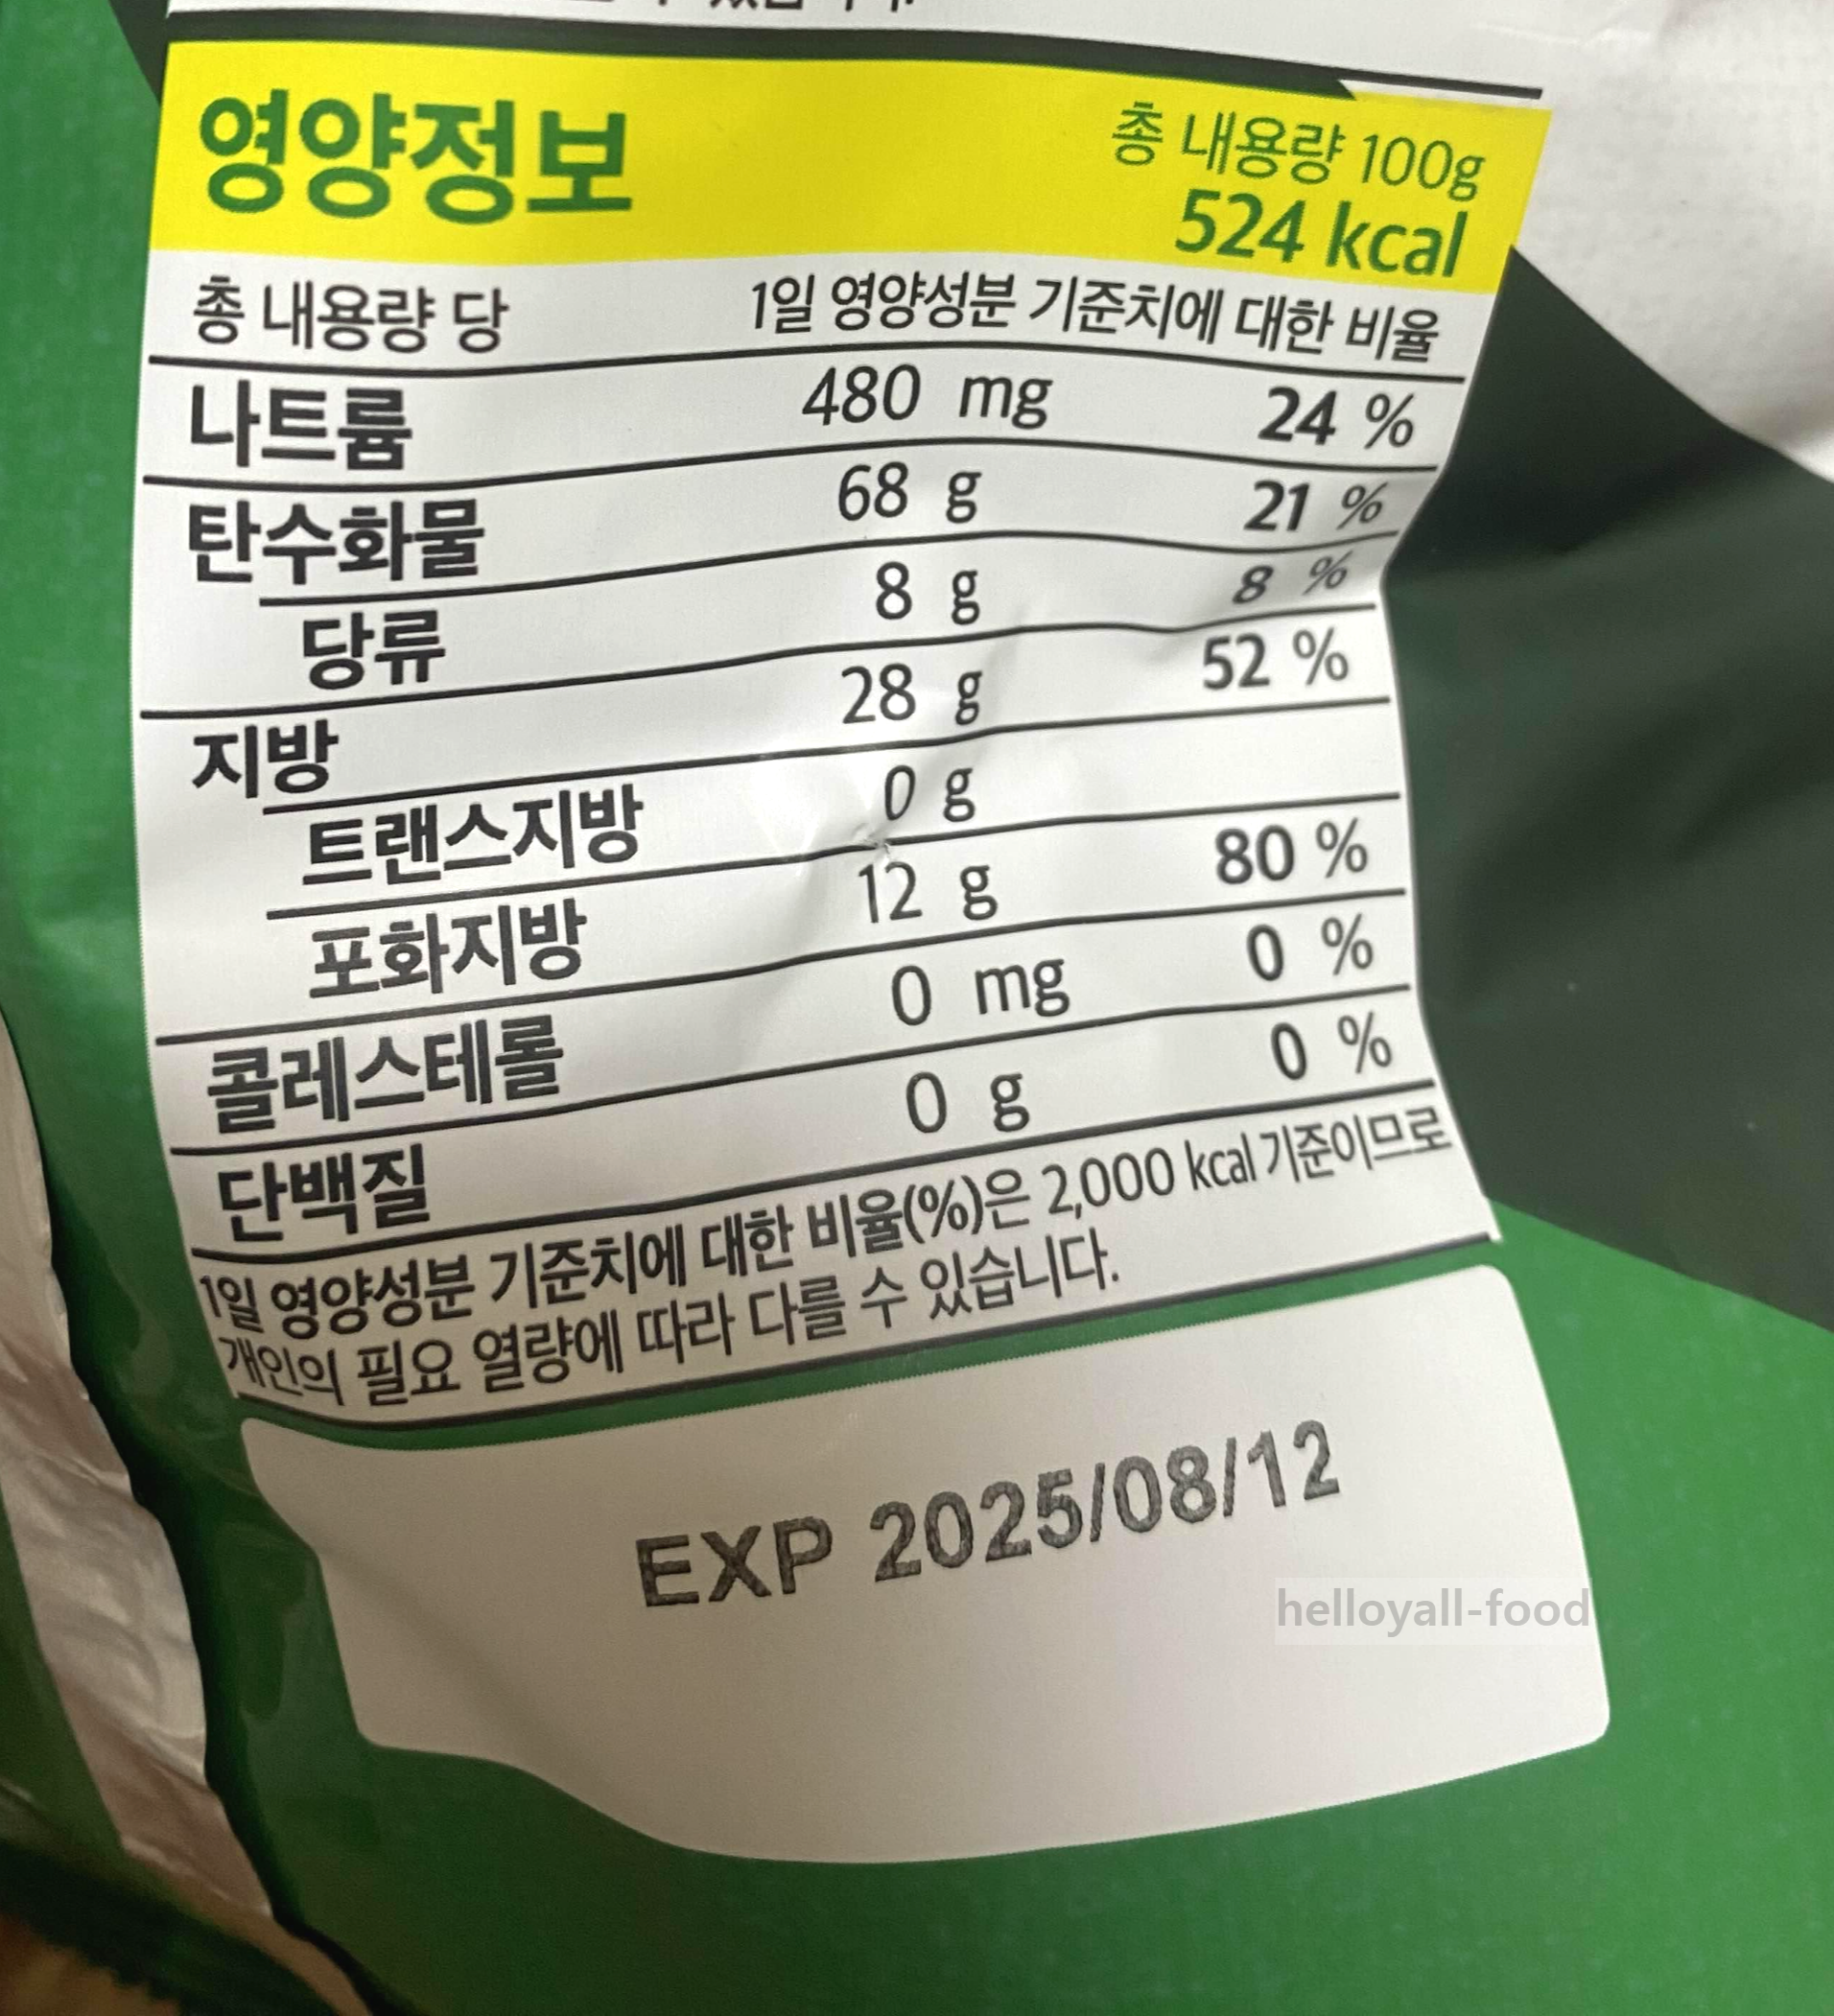 영양정보
총 내용량 100g
524 kcal
총 내용량 당 1일 영양성분 기준치에 대한 비율
나트륨 480 mg 24 %
탄수화물 68 g 21 %
당류 8 g 8 %
지방 28 g 52 %
트랜스지방 0 g
포화지방 12 g 80 %
콜레스테롤 0 mg 0 %
단백질 0 g 0 %
1일 영양성분 기준치에 대한 비율(%)은 2,000 kcal 기준이므로
개인의 필요 열량에 따라 다를 수 있습니다.
EXP 2025/08/12
helloyall-food